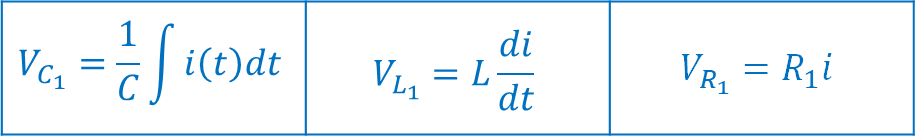 V_{C_1} = \frac{1}{C} \int i(t)dt
V_{L_1} = L \frac{di}{dt}
V_{R_1} = R_1 i